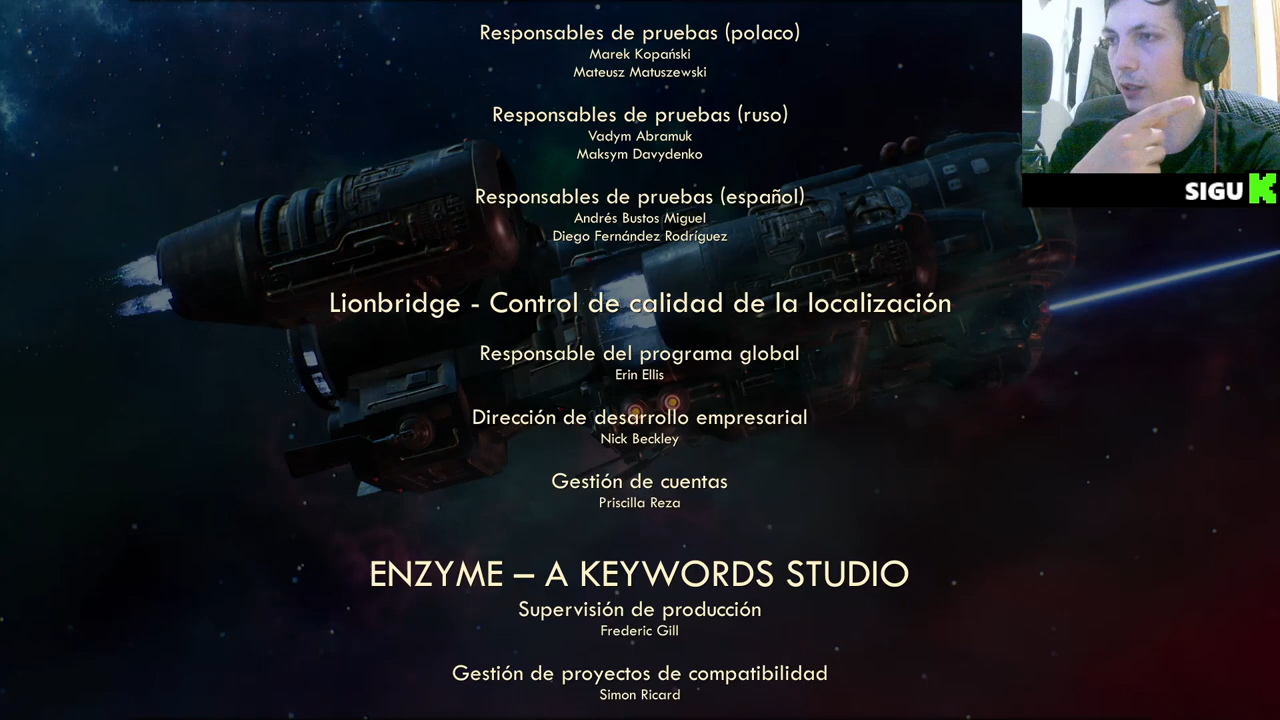 Responsables de pruebas (polaco)
Marek Kopański
Mateusz Matuszewski
Responsables de pruebas (ruso)
Vadym Abramuk
Maksym Davydenko
Responsables de pruebas (español)
Andrés Bustos Miguel
Diego Fernández Rodríguez
Lionbridge - Control de calidad de la localización
Responsable del programa global
Erin Ellis
Dirección de desarrollo empresarial
Nick Beckley
Gestión de cuentas
Priscilla Reza
ENZYME – A KEYWORDS STUDIO
Supervisión de producción
Frederic Gill
Gestión de proyectos de compatibilidad
Simon Ricard
SIGU K